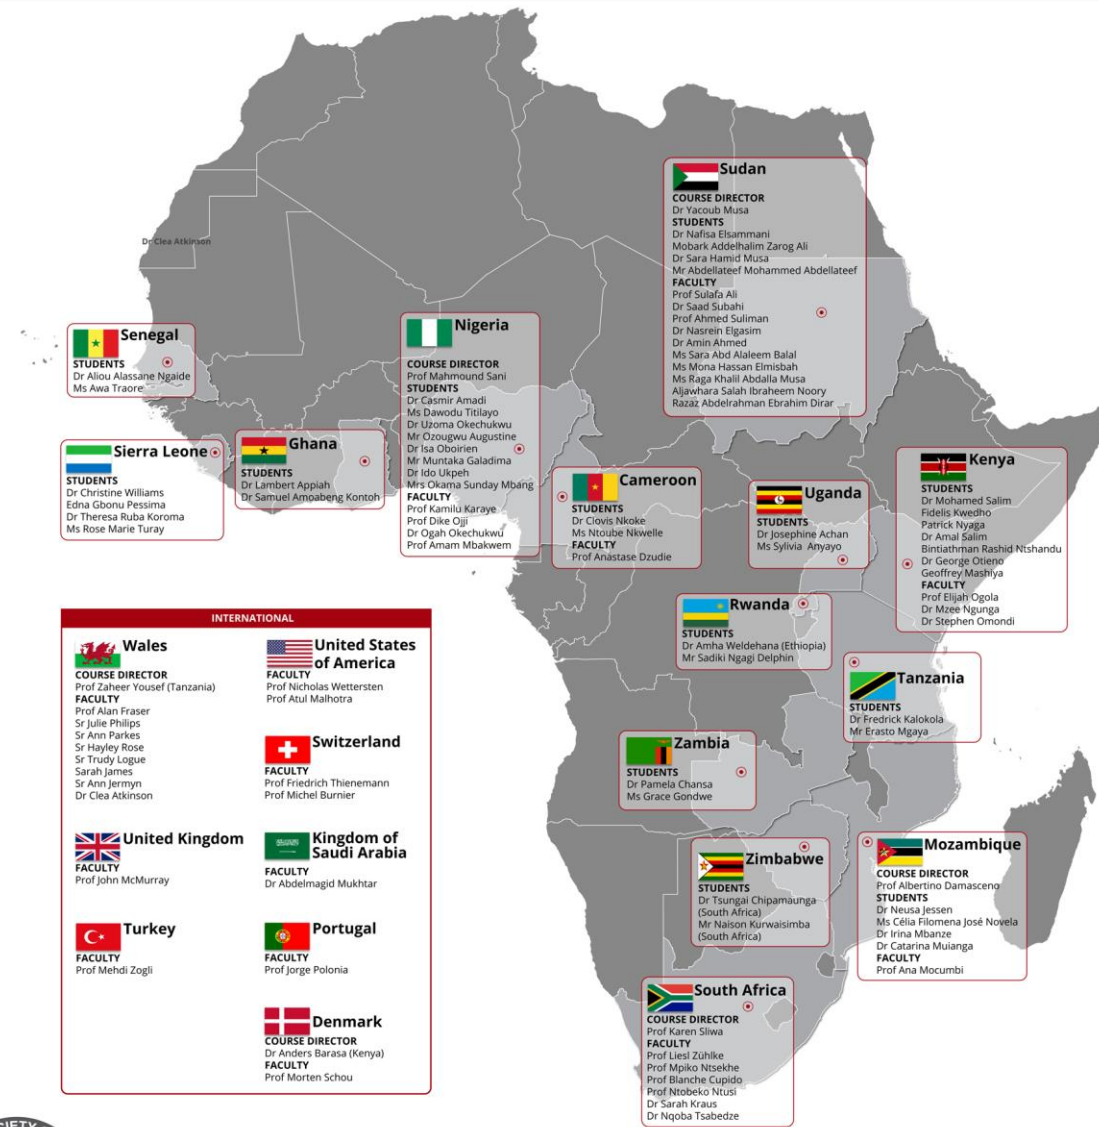 Dr Clea Atkinson
Sudan
COURSE DIRECTOR
Dr Yacoub Musa
STUDENTS
Dr Nafisa Elsammani
Mobark Addelhalim Zarog Ali
Dr Sara Hamid Musa
Mr Abdellateef Mohammed Abdellateef
FACULTY
Prof Sulafa Ali
Dr Saad Subahi
Prof Ahmed Suliman
Dr Nasrein Elgasim
Dr Amin Ahmed
Ms Sara Abd Alaleem Balal
Ms Mona Hassan Elmisbah
Ms Raga Khalil Abdalla Musa
Aljawhara Salah Ibraheem Noory
Razaz Abdelrahman Ebrahim Dirar
Senegal
STUDENTS
Dr Aliou Alassane Ngaide
Ms Awa Traore
Nigeria
COURSE DIRECTOR
Prof Mahmound Sani
STUDENTS
Dr Casmir Amadi
Ms Dawodu Titilayo
Dr Uzoma Okechukwu
Mr Ozougwu Augustine
Dr Isa Oboirien
Mr Muntaka Galadima
Dr Ido Ukpeh
Mrs Okama Sunday Mbang
FACULTY
Prof Kamilu Karaye
Prof Dike Ojji
Dr Ogah Okechukwu
Prof Amam Mbakwem
Sierra Leone
STUDENTS
Dr Christine Williams
Edna Gbonu Pessima
Dr Theresa Ruba Koroma
Ms Rose Marie Turay
Ghana
STUDENTS
Dr Lambert Appiah
Dr Samuel Amoabeng Kontoh
Cameroon
STUDENTS
Dr Clovis Nkoke
Ms Ntoube Nkwelle
FACULTY
Prof Anastase Dzudie
Uganda
STUDENTS
Dr Josephine Achan
Ms Sylivia Anyayo
Kenya
STUDENTS
Dr Mohamed Salim
Fidelis Kwedho
Patrick Nyaga
Dr Amal Salim
Bintiathman Rashid Ntshandu
Dr George Otieno
Geoffrey Mashiya
FACULTY
Prof Elijah Ogola
Dr Mzee Ngunga
Dr Stephen Omondi
Rwanda
STUDENTS
Dr Amha Weldehana (Ethiopia)
Mr Sadiki Ngagi Delphin
Tanzania
STUDENTS
Dr Fredrick Kalokola
Mr Erasto Mgaya
Zambia
STUDENTS
Dr Pamela Chansa
Ms Grace Gondwe
Zimbabwe
STUDENTS
Dr Tsungai Chipamaunga
(South Africa)
Mr Naison Kurwaisimba
(South Africa)
Mozambique
COURSE DIRECTOR
Prof Albertino Damasceno
STUDENTS
Dr Neusa Jessen
Ms Célia Filomena José Novela
Dr Irina Mbanze
Dr Catarina Muianga
FACULTY
Prof Ana Mocumbi
South Africa
COURSE DIRECTOR
Prof Karen Sliwa
FACULTY
Prof Liesl Zühlke
Prof Mpiko Ntsekhe
Prof Blanche Cupido
Prof Ntobeko Ntusi
Dr Sarah Kraus
Dr Nqoba Tsabedze
INTERNATIONAL
Wales
COURSE DIRECTOR
Prof Zaheer Yousef (Tanzania)
FACULTY
Prof Alan Fraser
Sr Julie Philips
Sr Ann Parkes
Sr Hayley Rose
Sr Trudy Logue
Sarah James
Sr Ann Jermyn
Dr Clea Atkinson
United States
of America
FACULTY
Prof Nicholas Wettersten
Prof Atul Malhotra
Switzerland
FACULTY
Prof Friedrich Thienemann
Prof Michel Burnier
United Kingdom
FACULTY
Prof John McMurray
Kingdom of
Saudi Arabia
FACULTY
Dr Abdelmagid Mukhtar
Turkey
FACULTY
Prof Mehdi Zogli
Portugal
FACULTY
Prof Jorge Polonia
Denmark
COURSE DIRECTOR
Dr Anders Barasa (Kenya)
FACULTY
Prof Morten Schou